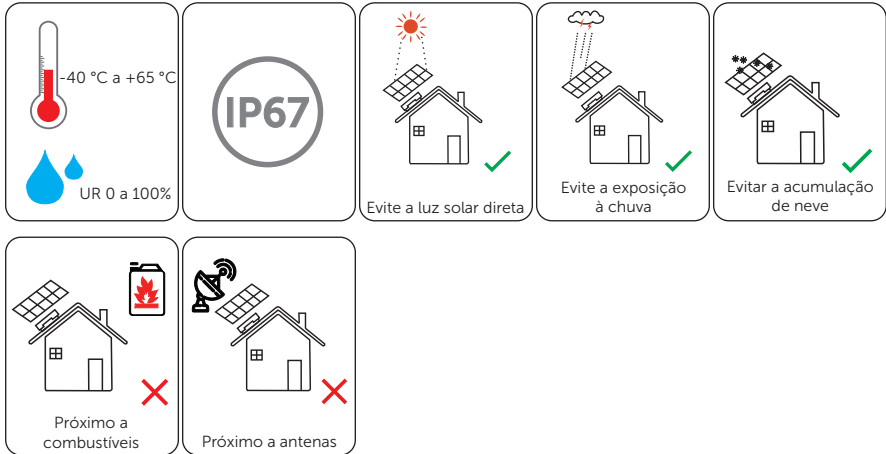 -40 °C a +65 °C
UR 0 a 100%
IP67
Evite a luz solar direta
Evite a exposição
à chuva
Evitar a acumulação
de neve
Próximo a
combustíveis
Próximo a antenas